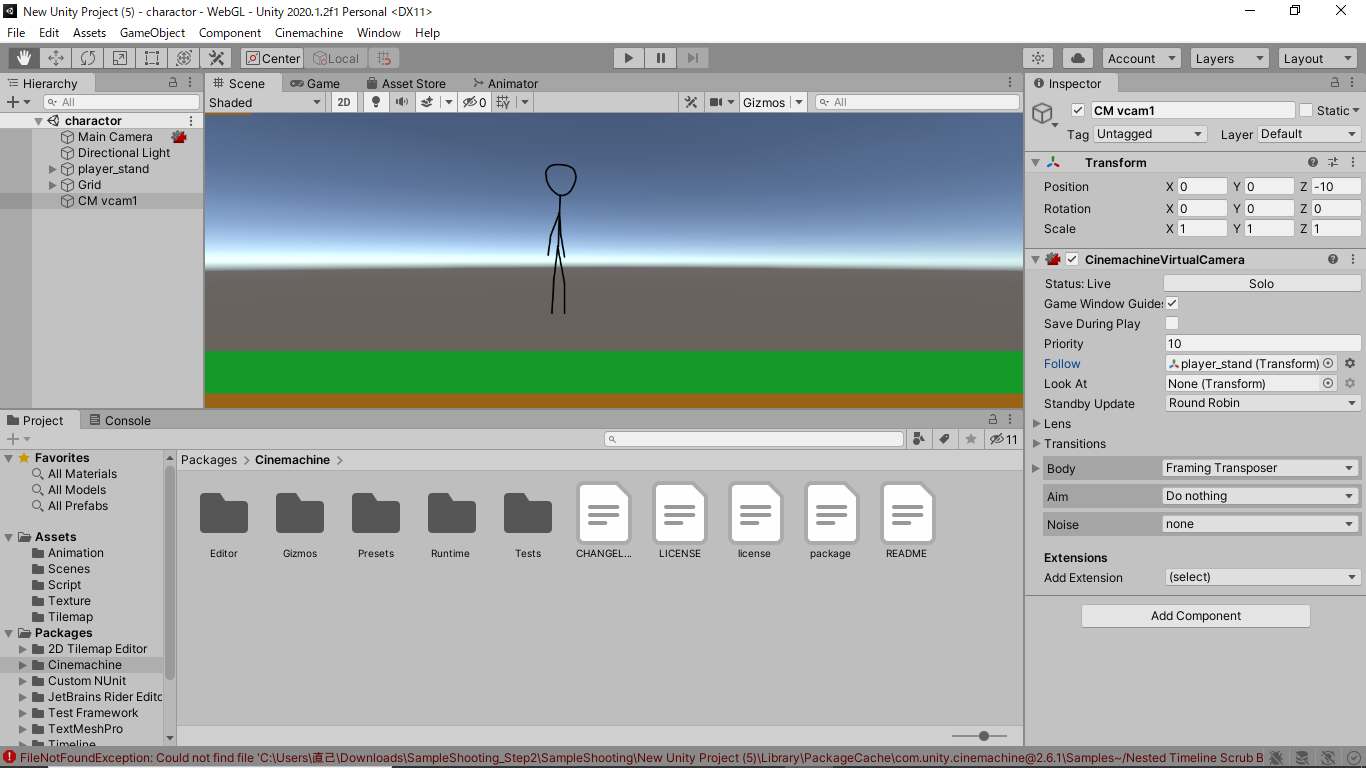 New Unity Project (5) - charactor - WebGL - Unity 2020.1.2f1 Personal <DX11>
File Edit Assets GameObject Component Cinemachine Window Help
Center Local Account Layers Layout
Hierarchy
All
charactor
Main Camera
Directional Light
player_stand
Grid
CM vcam1
Scene Game Asset Store Animator
Shaded 2D 0 Gizmos All
Inspector
CM vcam1 Static
Tag Untagged Layer Default
Transform
Position X 0 Y 0 Z -10
Rotation X 0 Y 0 Z 0
Scale X 1 Y 1 Z 1
CinemachineVirtualCamera
Status: Live Solo
Game Window Guides
Save During Play
Priority 10
Follow player_stand (Transform)
Look At None (Transform)
Standby Update Round Robin
Lens
Transitions
Body Framing Transposer
Aim Do nothing
Noise none
Extensions
Add Extension (select)
Add Component
Project Console
11
Favorites
All Materials
All Models
All Prefabs
Assets
Animation
Scenes
Script
Texture
Tilemap
Packages
2D Tilemap Editor
Cinemachine
Custom NUnit
JetBrains Rider Edito
Test Framework
TextMeshPro
Timeline
Packages > Cinemachine >
Editor Gizmos Presets Runtime Tests CHANGEL... LICENSE license package README
FileNotFoundException: Could not find file 'C:\Users\直己\Downloads\SampleShooting_Step2\SampleShooting\New Unity Project (5)\Library\PackageCache\com.unity.cinemachine@2.6.1\Samples~/Nested Timeline Scrub B